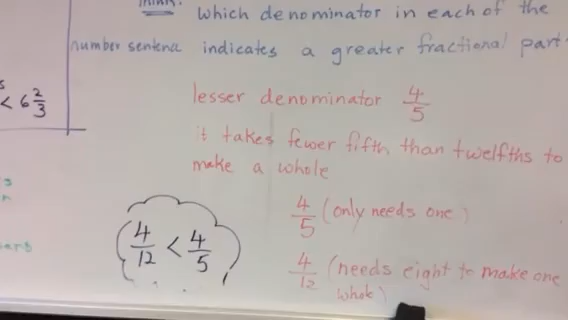 Which denominator in each of the
number sentence indicates a greater fractional part
< 6 2/3
lesser denominator 4/5
it takes fewer fifth than twelfths to
make a whole
4/5 (only needs one)
4/12 < 4/5
4/12 (needs eight to make one
whole)